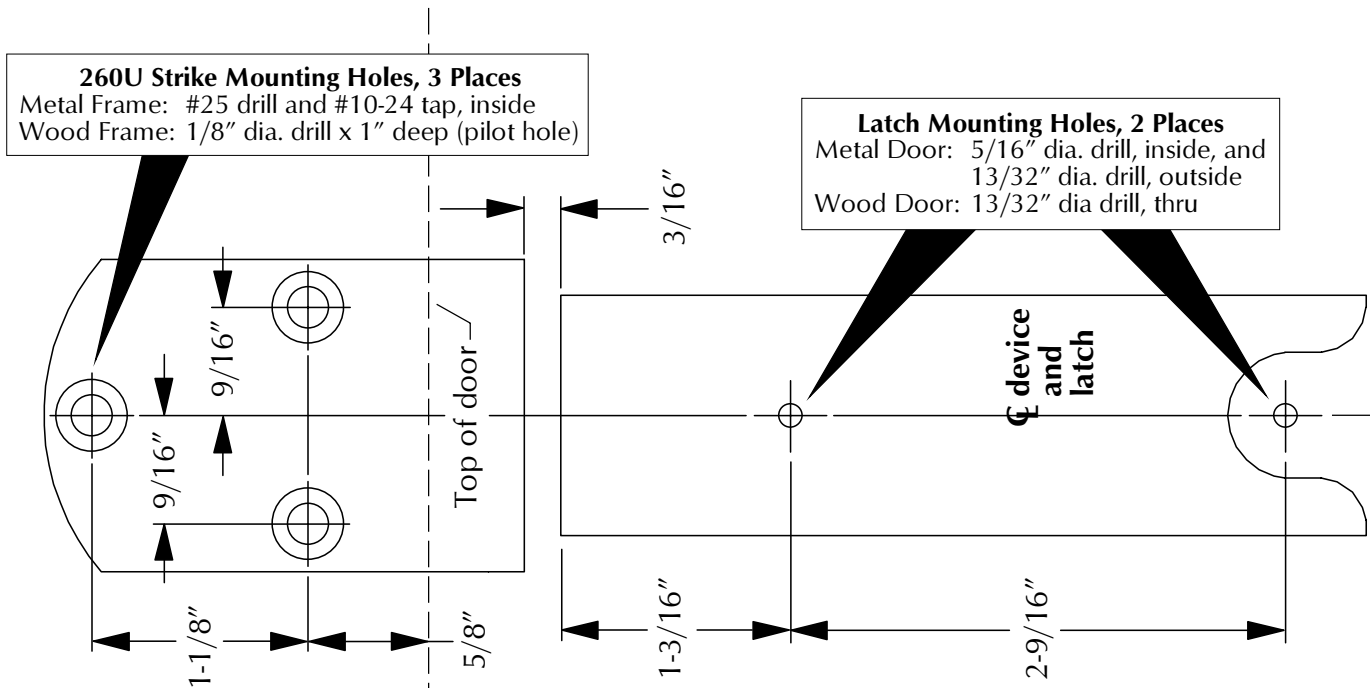 260U Strike Mounting Holes, 3 Places
Metal Frame: #25 drill and #10-24 tap, inside
Wood Frame: 1/8″ dia. drill x 1″ deep (pilot hole)
Latch Mounting Holes, 2 Places
Metal Door: 5/16″ dia. drill, inside, and
13/32″ dia. drill, outside
Wood Door: 13/32″ dia drill, thru
3/16″
9/16″
9/16″
Top of door
℄ device
and
latch
1-1/8″
5/8″
1-3/16″
2-9/16″